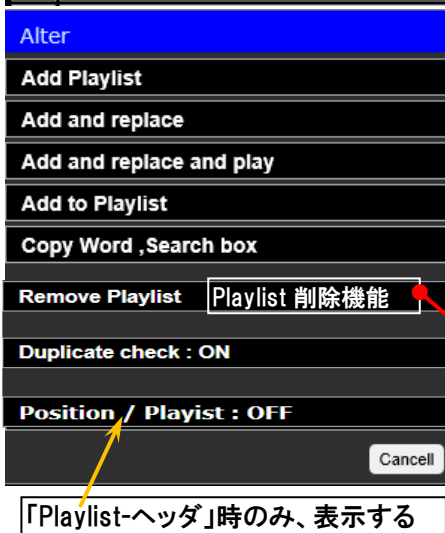 Alter
Add Playlist
Add and replace
Add and replace and play
Add to Playlist
Copy Word ,Search box
Remove Playlist Playlist 削除機能
Duplicate check : ON
Position / Playist : OFF
Cancell
「Playlist-ヘッダ」時のみ、表示する